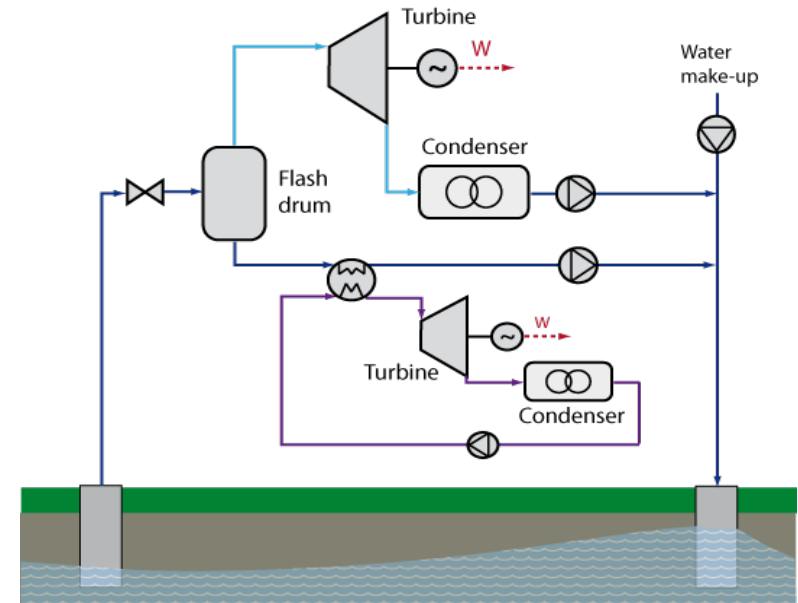 Turbine
W
Water
make-up
Condenser
Flash
drum
~
W
~
Turbine
Condenser